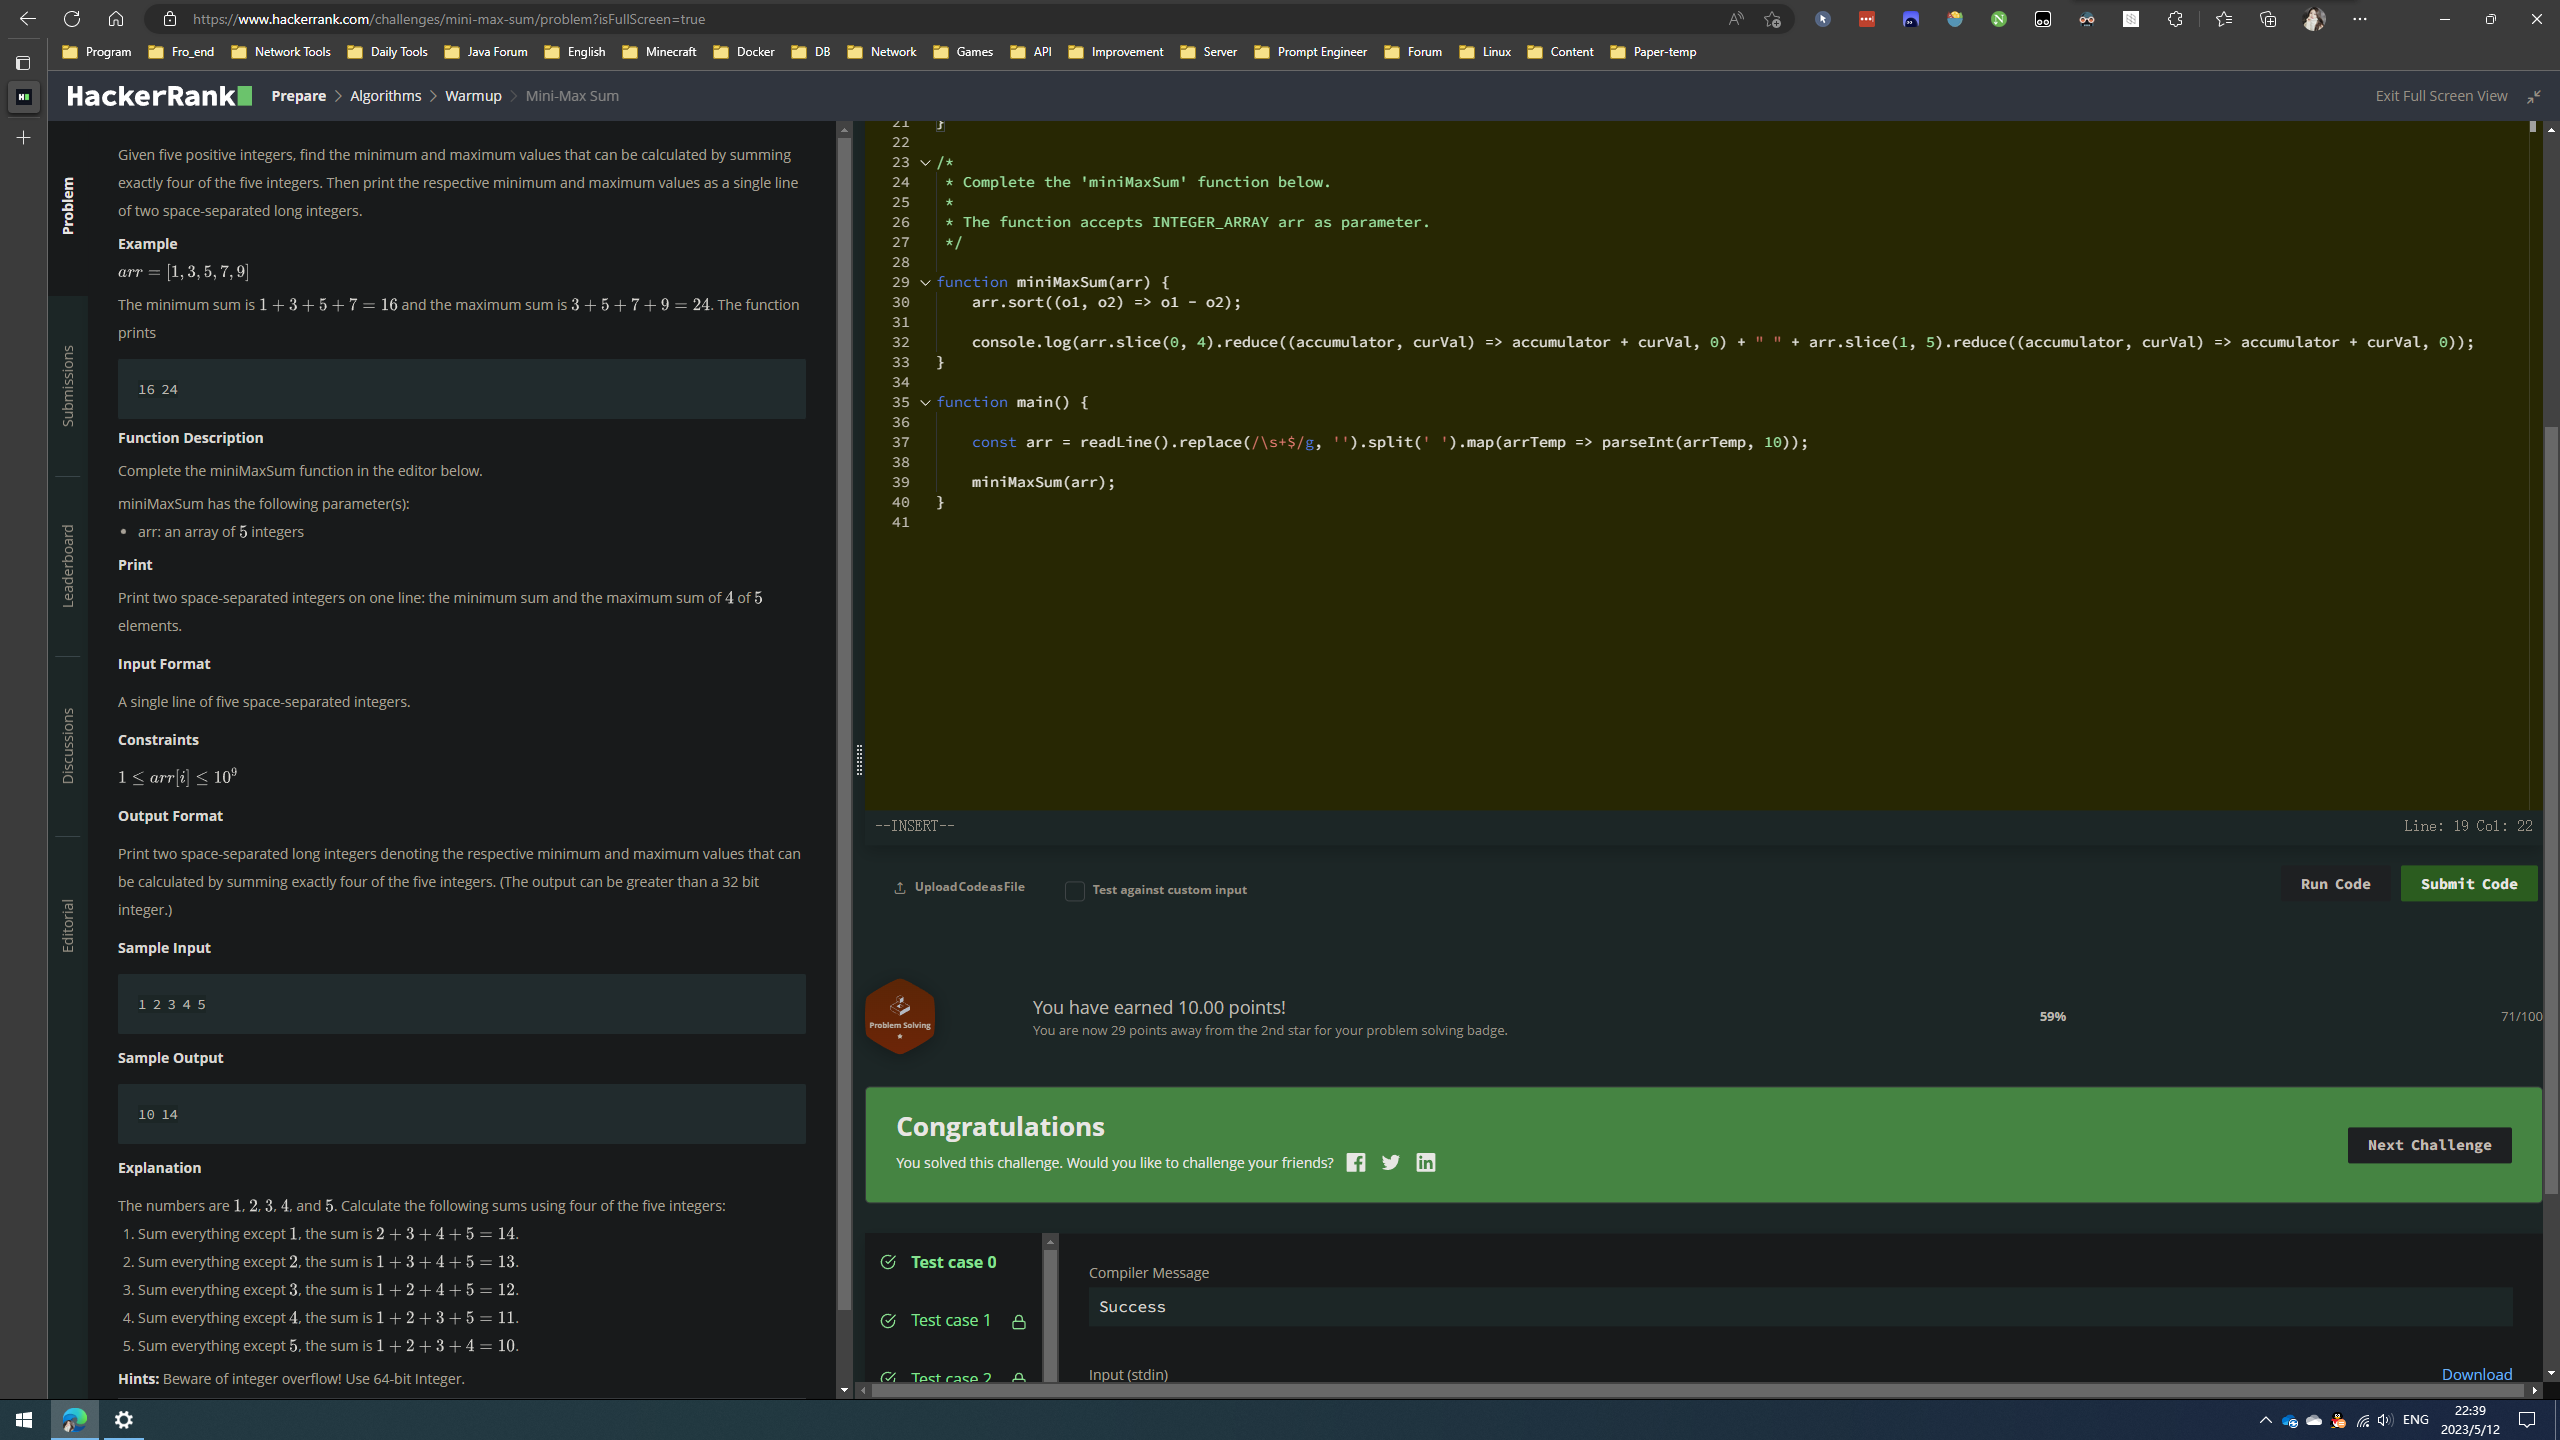 https://www.hackerrank.com/challenges/mini-max-sum/problem?isFullScreen=true
Program Fro_end Network Tools Daily Tools Java Forum English Minecraft Docker DB Network Games API Improvement Server Prompt Engineer Forum Linux Content Paper-temp
HackerRank Prepare > Algorithms > Warmup > Mini-Max Sum
Exit Full Screen View
Problem
Submissions
Leaderboard
Discussions
Editorial
Given five positive integers, find the minimum and maximum values that can be calculated by summing
exactly four of the five integers. Then print the respective minimum and maximum values as a single line
of two space-separated long integers.
Example
arr = [1, 3, 5, 7, 9]
The minimum sum is 1 + 3 + 5 + 7 = 16 and the maximum sum is 3 + 5 + 7 + 9 = 24. The function
prints
16 24
Function Description
Complete the miniMaxSum function in the editor below.
miniMaxSum has the following parameter(s):
• arr: an array of 5 integers
Print
Print two space-separated integers on one line: the minimum sum and the maximum sum of 4 of 5
elements.
Input Format
A single line of five space-separated integers.
Constraints
1 ≤ arr[i] ≤ 10⁹
Output Format
Print two space-separated long integers denoting the respective minimum and maximum values that can
be calculated by summing exactly four of the five integers. (The output can be greater than a 32 bit
integer.)
Sample Input
1 2 3 4 5
Sample Output
10 14
Explanation
The numbers are 1, 2, 3, 4, and 5. Calculate the following sums using four of the five integers:
1. Sum everything except 1, the sum is 2 + 3 + 4 + 5 = 14.
2. Sum everything except 2, the sum is 1 + 3 + 4 + 5 = 13.
3. Sum everything except 3, the sum is 1 + 2 + 4 + 5 = 12.
4. Sum everything except 4, the sum is 1 + 2 + 3 + 5 = 11.
5. Sum everything except 5, the sum is 1 + 2 + 3 + 4 = 10.
Hints: Beware of integer overflow! Use 64-bit Integer.
21 }
22
23 /*
24  * Complete the 'miniMaxSum' function below.
25  *
26  * The function accepts INTEGER_ARRAY arr as parameter.
27  */
28
29 function miniMaxSum(arr) {
30     arr.sort((o1, o2) => o1 - o2);
31
32     console.log(arr.slice(0, 4).reduce((accumulator, curVal) => accumulator + curVal, 0) + " " + arr.slice(1, 5).reduce((accumulator, curVal) => accumulator + curVal, 0));
33 }
34
35 function main() {
36
37     const arr = readLine().replace(/\s+$/g, '').split(' ').map(arrTemp => parseInt(arrTemp, 10));
38
39     miniMaxSum(arr);
40 }
41
--INSERT--
Line: 19 Col: 22
Upload Code as File
Test against custom input
Run Code
Submit Code
Problem Solving
You have earned 10.00 points!
You are now 29 points away from the 2nd star for your problem solving badge.
59%
71/100
Congratulations
You solved this challenge. Would you like to challenge your friends?
Next Challenge
Test case 0
Test case 1
Test case 2
Compiler Message
Success
Input (stdin)
Download
ENG
22:39
2023/5/12